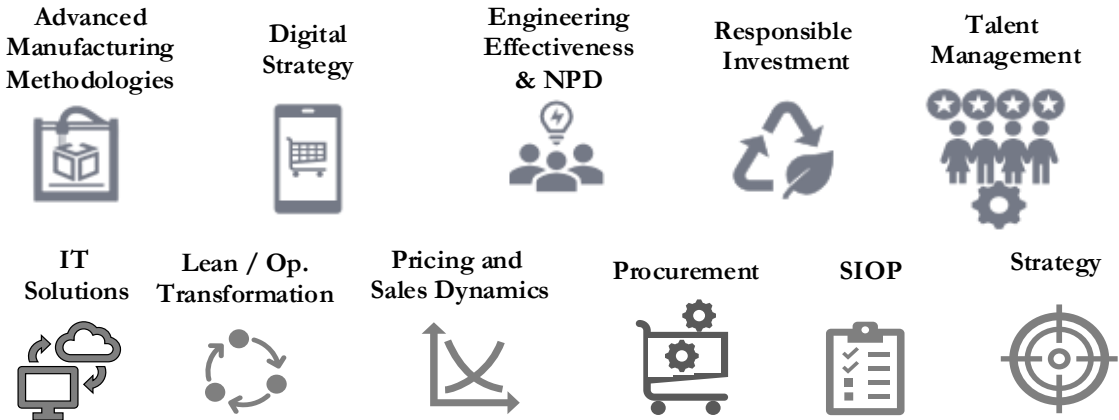 Advanced
Manufacturing
Methodologies
Digital
Strategy
Engineering
Effectiveness
& NPD
Responsible
Investment
Talent
Management
IT
Solutions
Lean / Op.
Transformation
Pricing and
Sales Dynamics
Procurement
SIOP
Strategy